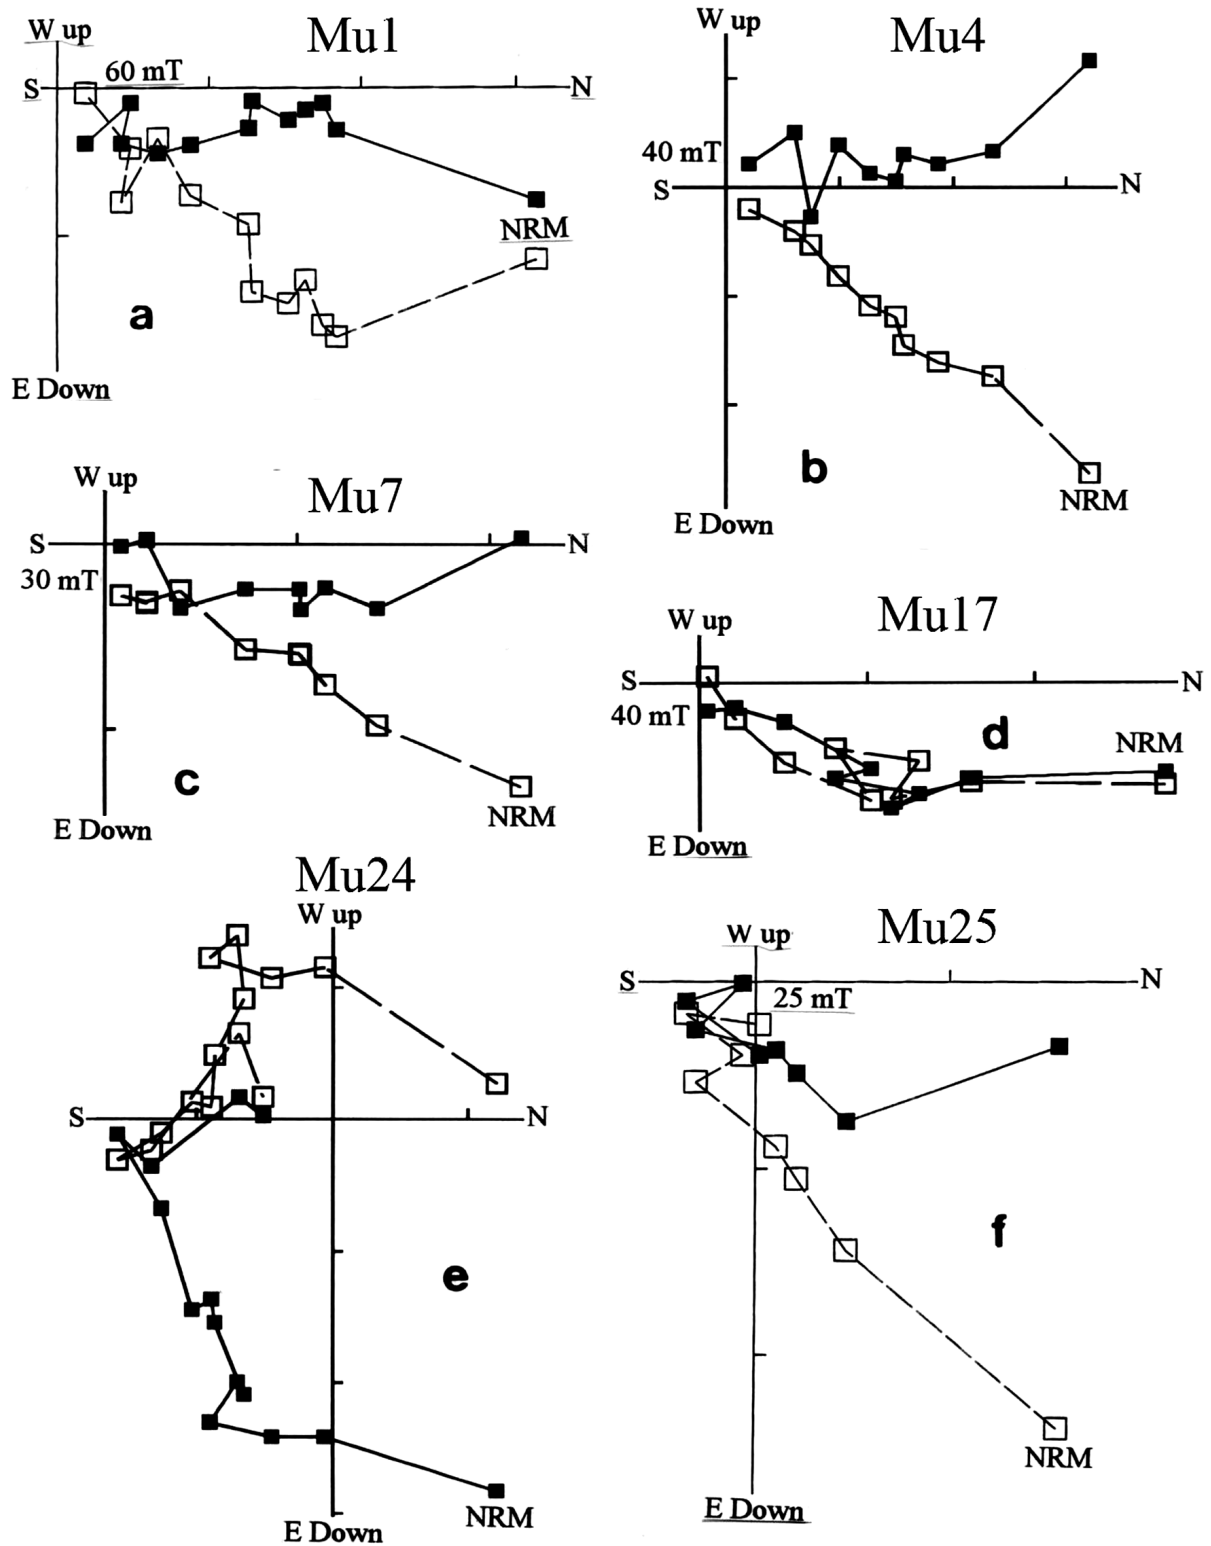 Mu1
W up
60 mT
S
N
NRM
a
E Down
Mu4
W up
40 mT
S
N
b
NRM
E Down
Mu7
W up
S
N
30 mT
c
NRM
E Down
Mu17
W up
S
N
40 mT
d
NRM
E Down
Mu24
W up
S
N
e
NRM
E Down
Mu25
W up
S
N
25 mT
f
NRM
E Down